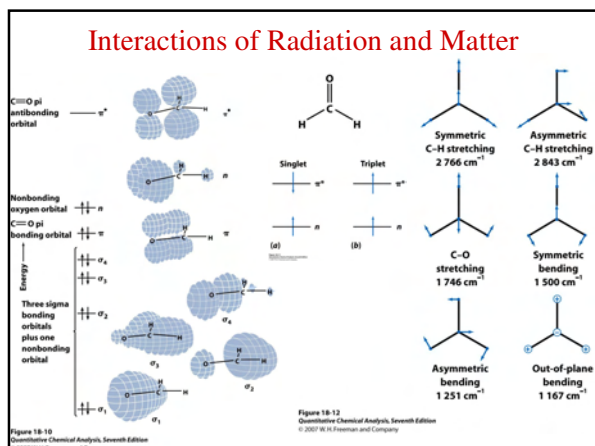 Interactions of Radiation and Matter
C=O pi
antibonding
orbital
π*
H
O
C
H
π*
Nonbonding
oxygen orbital
n
H
O
C
H
n
C=O pi
bonding orbital
π
H
O
C
H
π
Energy
σ4
σ3
Three sigma
bonding
orbitals
plus one
nonbonding
orbital
σ2
σ1
H
O
C
H
σ4
H
O
C
H
σ3
H
O
C
H
σ2
H
O
C
H
σ1
Figure 18-10
Quantitative Chemical Analysis, Seventh Edition
O
C
H
H
Singlet
π*
n
(a)
Triplet
π*
n
(b)
Symmetric
C–H stretching
2 766 cm⁻¹
Asymmetric
C–H stretching
2 843 cm⁻¹
C–O
stretching
1 746 cm⁻¹
Symmetric
bending
1 500 cm⁻¹
Asymmetric
bending
1 251 cm⁻¹
+
+
−
+
Out-of-plane
bending
1 167 cm⁻¹
Figure 18-12
Quantitative Chemical Analysis, Seventh Edition
© 2007 W.H. Freeman and Company